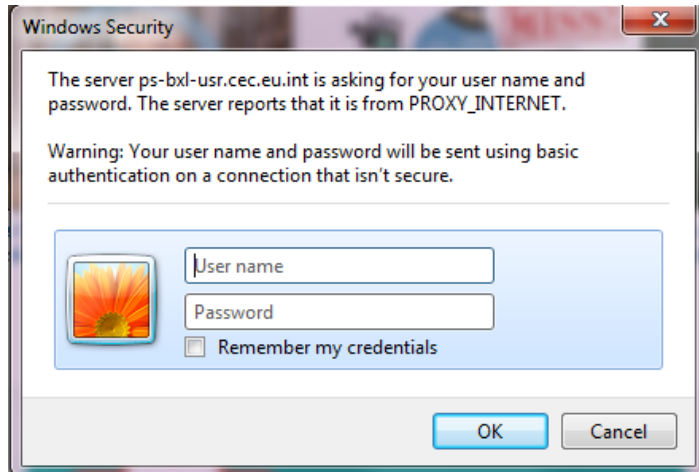 Windows Security
The server ps-bxl-usr.cec.eu.int is asking for your user name and
password. The server reports that it is from PROXY_INTERNET.
Warning: Your user name and password will be sent using basic
authentication on a connection that isn't secure.
User name
Password
Remember my credentials
OK
Cancel